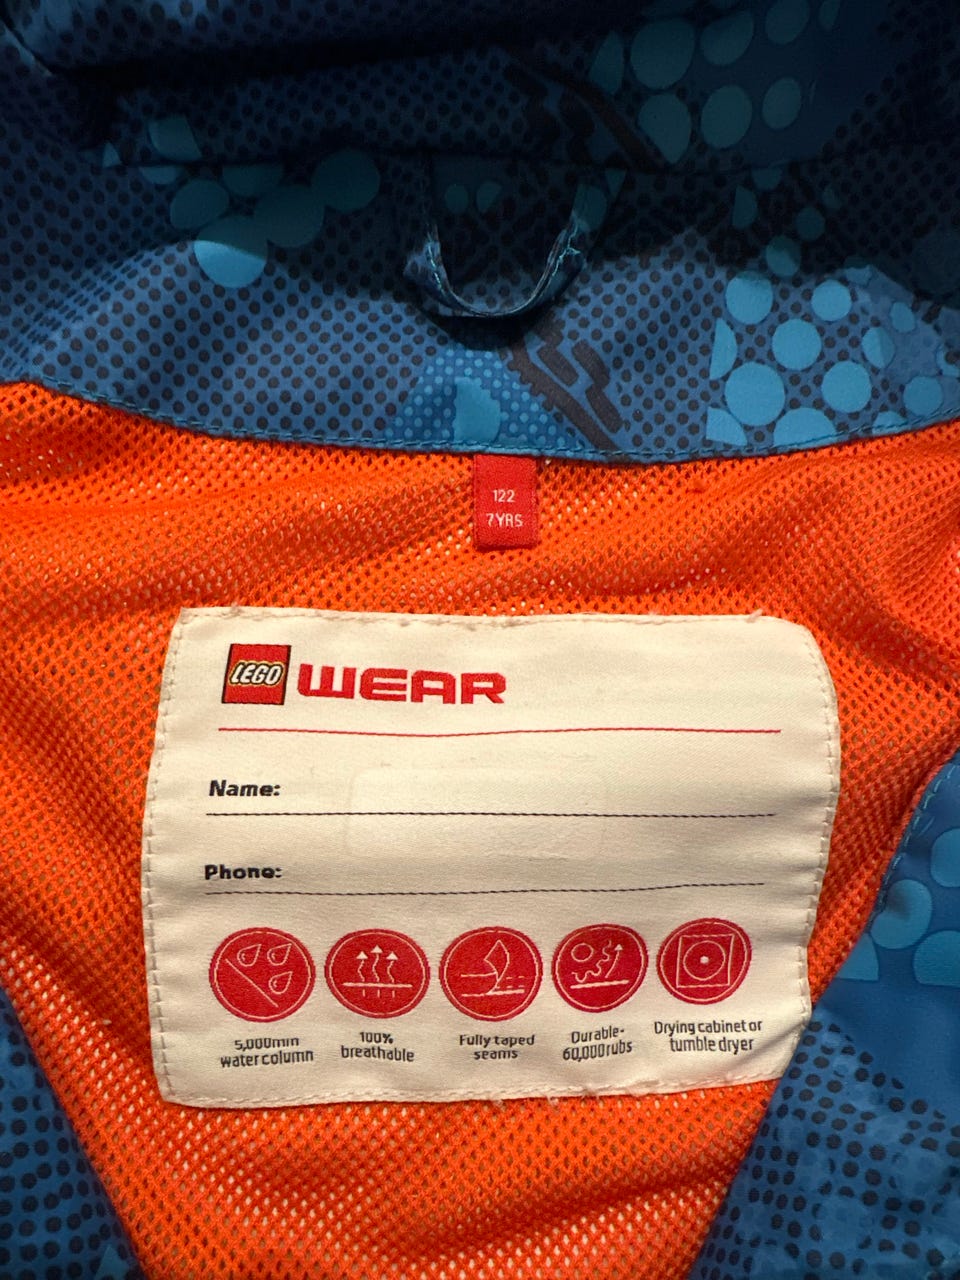 122
7YRS
LEGO WEAR
Name:
Phone:
5,000mm
water column
100%
breathable
Fully taped
seams
Durable-
60,000rubs
Drying cabinet or
tumble dryer